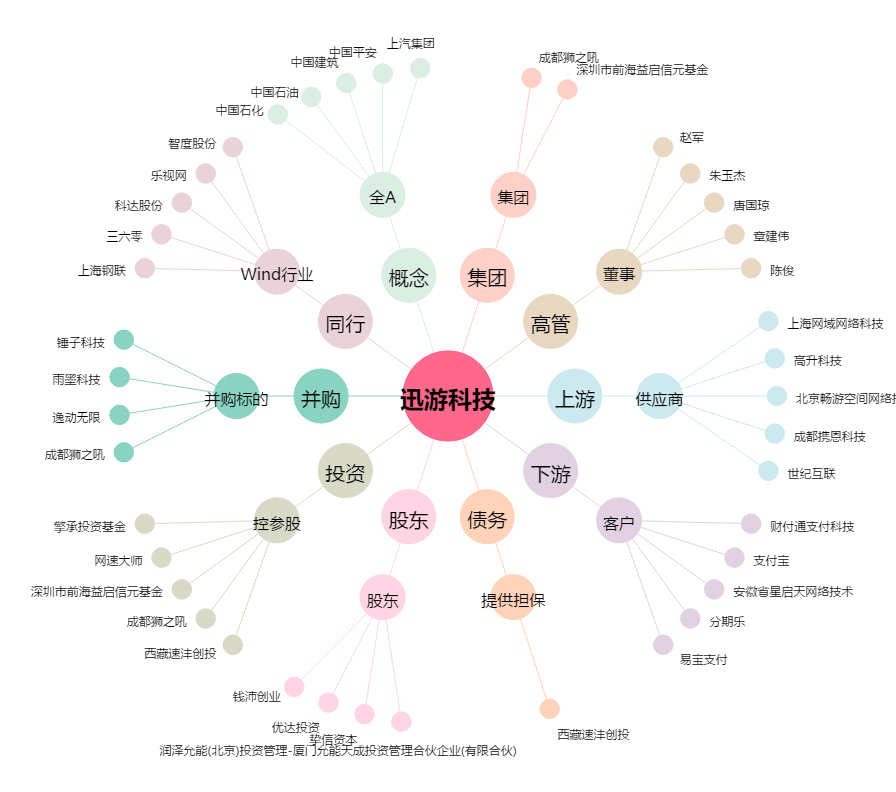 上汽集团
中国平安
中国建筑
中国石油
中国石化
全A
概念
成都狮之吼
深圳市前海益启信元基金
集团
集团
智度股份
乐视网
科达股份
三六零
上海钢联
Wind行业
同行
赵军
朱玉杰
唐国琼
章建伟
陈俊
董事
高管
锤子科技
雨墨科技
逸动无限
成都狮之吼
并购标的
并购
迅游科技
上游
供应商
上海网域网络科技
高升科技
北京畅游空间网络
成都携恩科技
世纪互联
投资
控参股
擎承投资基金
网速大师
深圳市前海益启信元基金
成都狮之吼
西藏速沣创投
下游
客户
财付通支付科技
支付宝
安徽省星启天网络技术
分期乐
易宝支付
股东
股东
钱沛创业
优达投资
挚信资本
润泽允能(北京)投资管理-厦门允能天成投资管理合伙企业(有限合伙)
债务
提供担保
西藏速沣创投